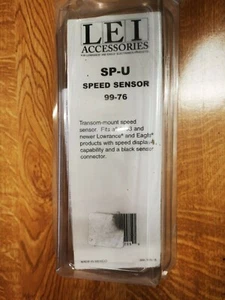 LEI
ACCESSORIES
SP-U
SPEED SENSOR
99-76
Transom-mount speed
sensor. Fits and
newer Lowrance® and Eagle®
products with speed display
capability and a black sensor
connector.